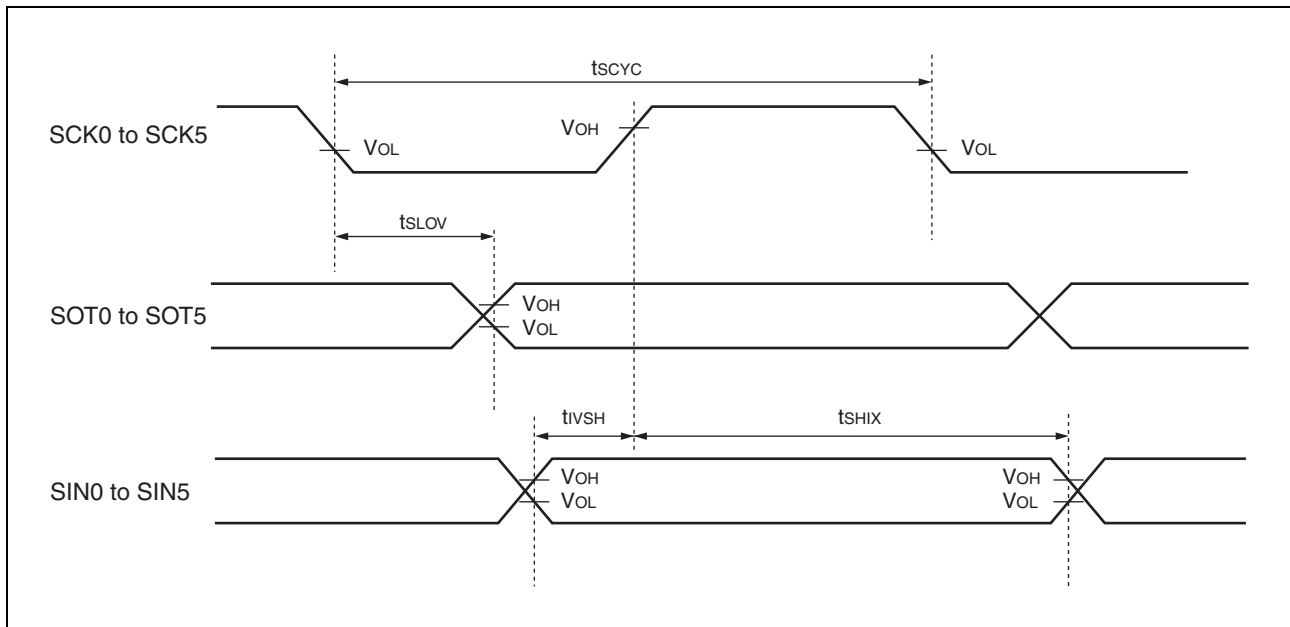 tSCYC
SCK0 to SCK5
VOH
VOL
VOL
tSLOV
SOT0 to SOT5
VOH
VOL
tIVSH
tSHIX
SIN0 to SIN5
VOH
VOL
VOH
VOL